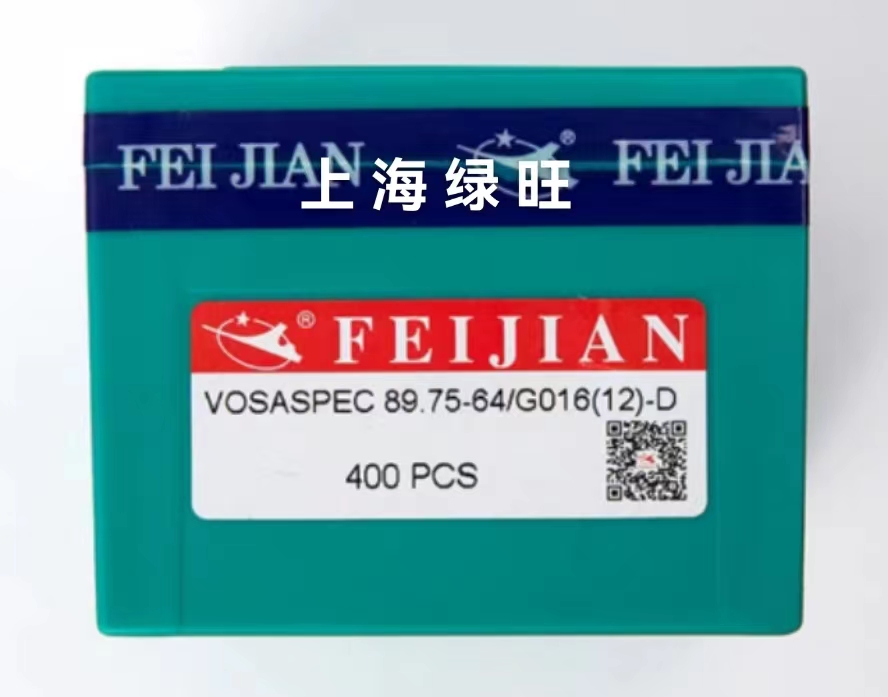 FEI JIAN ® FEI JIA
上海绿旺
® FEIJIAN
VOSASPEC 89.75-64/G016(12)-D
400 PCS